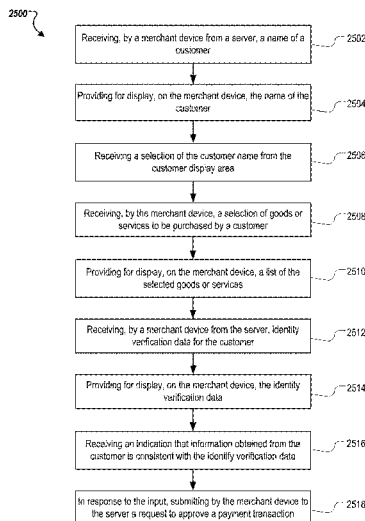 2500
Receiving, by a merchant device from a server, a name of a
customer
2502
Providing for display, on the merchant device, the name of the
customer
2504
Receiving a selection of the customer name from the
customer display area
2506
Receiving, by the merchant device, a selection of goods or
services to be purchased by a customer
2508
Providing for display, on the merchant device, a list of the
selected goods or services
2510
Receiving, by a merchant device from the server, identity
verification data for the customer
2512
Providing for display, on the merchant device, the identity
verification data
2514
Receiving an indication that information obtained from the
customer is consistent with the identify verification data
2516
In response to the input, submitting by the merchant device to
the server a request to approve a payment transaction
2518